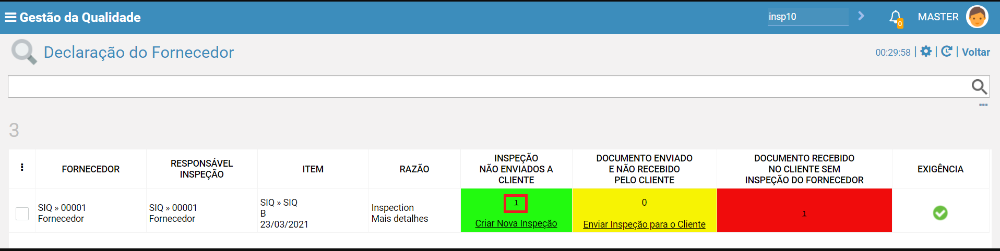 Gestão da Qualidade
insp10
0
MASTER
Declaração do Fornecedor
00:29:58 | | | Voltar
3
FORNECEDOR
RESPONSÁVEL
INSPEÇÃO
ITEM
RAZÃO
INSPEÇÃO
NÃO ENVIADOS A
CLIENTE
DOCUMENTO ENVIADO
E NÃO RECEBIDO
PELO CLIENTE
DOCUMENTO RECEBIDO
NO CLIENTE SEM
INSPEÇÃO DO FORNECEDOR
EXIGÊNCIA
SIQ » 00001
Fornecedor
SIQ » 00001
Fornecedor
SIQ » SIQ
B
23/03/2021
Inspection
Mais detalhes
1
Criar Nova Inspeção
0
Enviar Inspeção para o Cliente
1